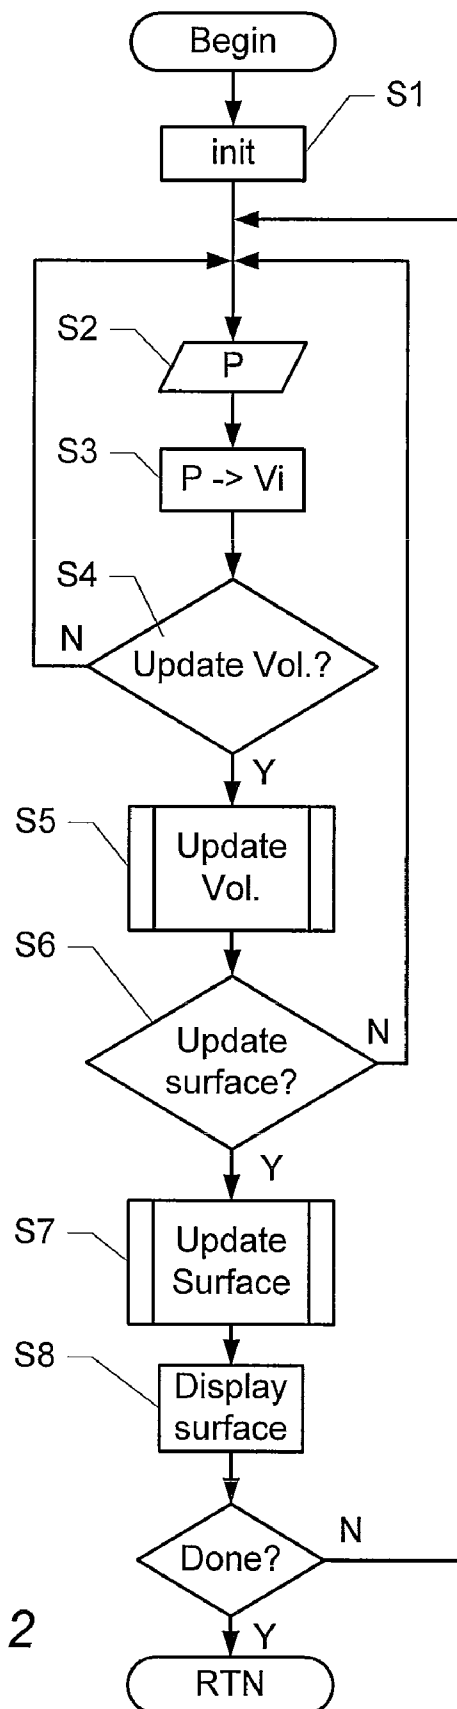 Begin
S1
init
S2
P
S3
P -> Vi
S4
N
Update Vol.?
Y
S5
Update
Vol.
S6
N
Update
surface?
Y
S7
Update
Surface
S8
Display
surface
N
Done?
2
Y
RTN